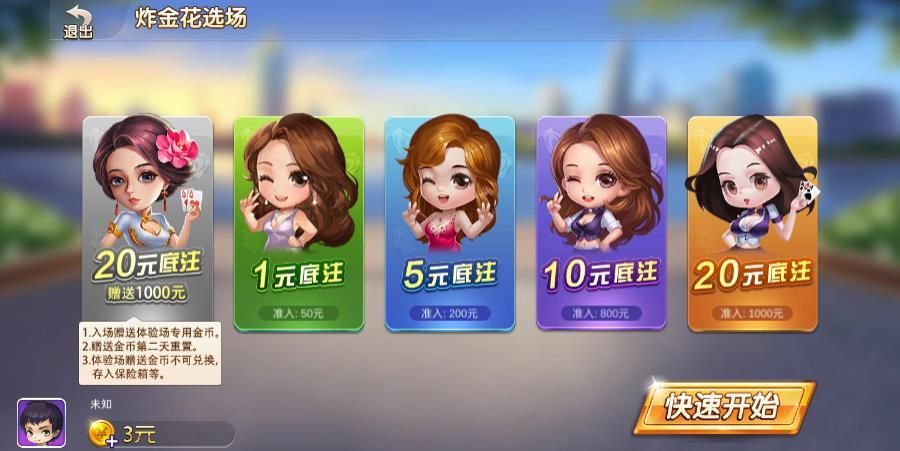 退出
炸金花选场
20元底注
赠送1000元
1元底注
准入: 50元
5元底注
准入: 200元
10元底注
准入: 800元
20元底注
准入: 1000元
1.入场赠送体验场专用金币。
2.赠送金币第二天重置。
3.体验场赠送金币不可兑换,
存入保险箱等。
未知
3元
快速开始